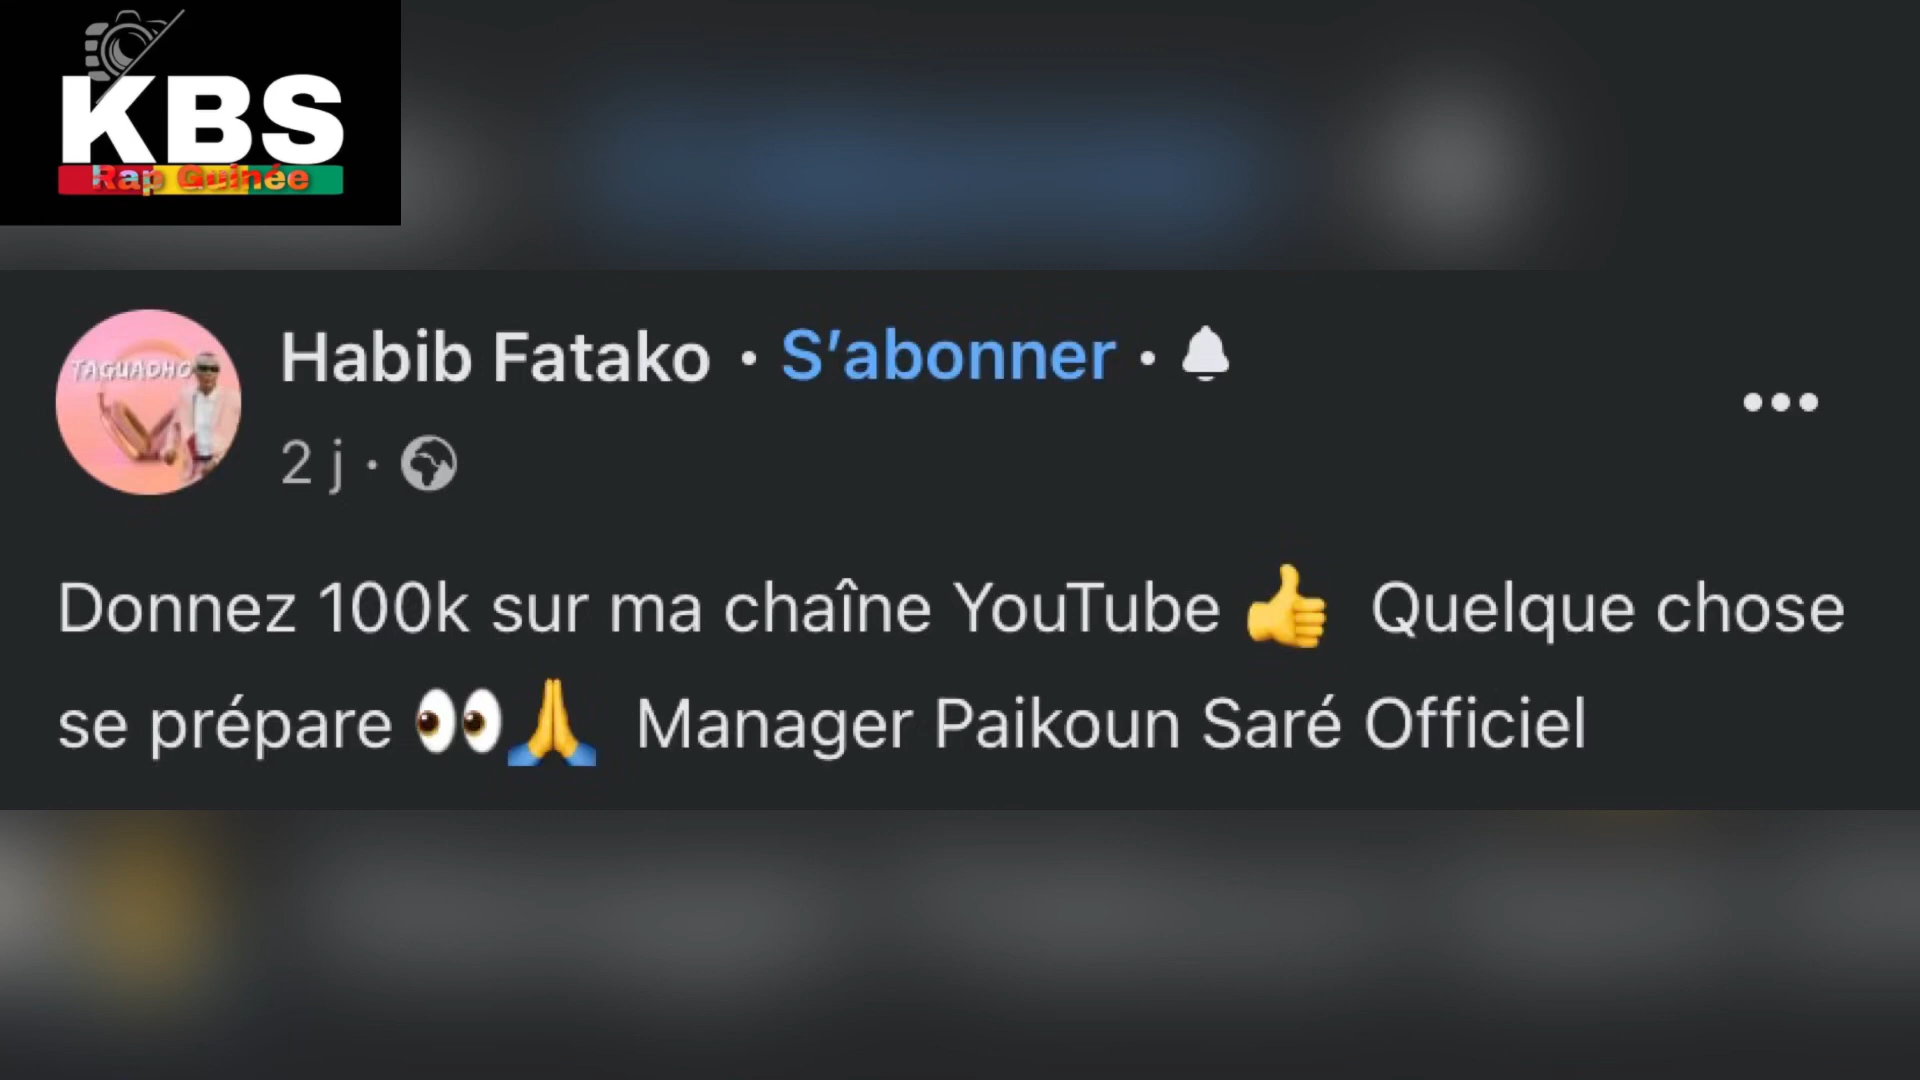 KBS
Rap Guinée
TAGUADHO
Habib Fatako · S'abonner ·
2 j ·
Donnez 100k sur ma chaîne YouTube 👍 Quelque chose
se prépare 👀🙏 Manager Paikoun Saré Officiel